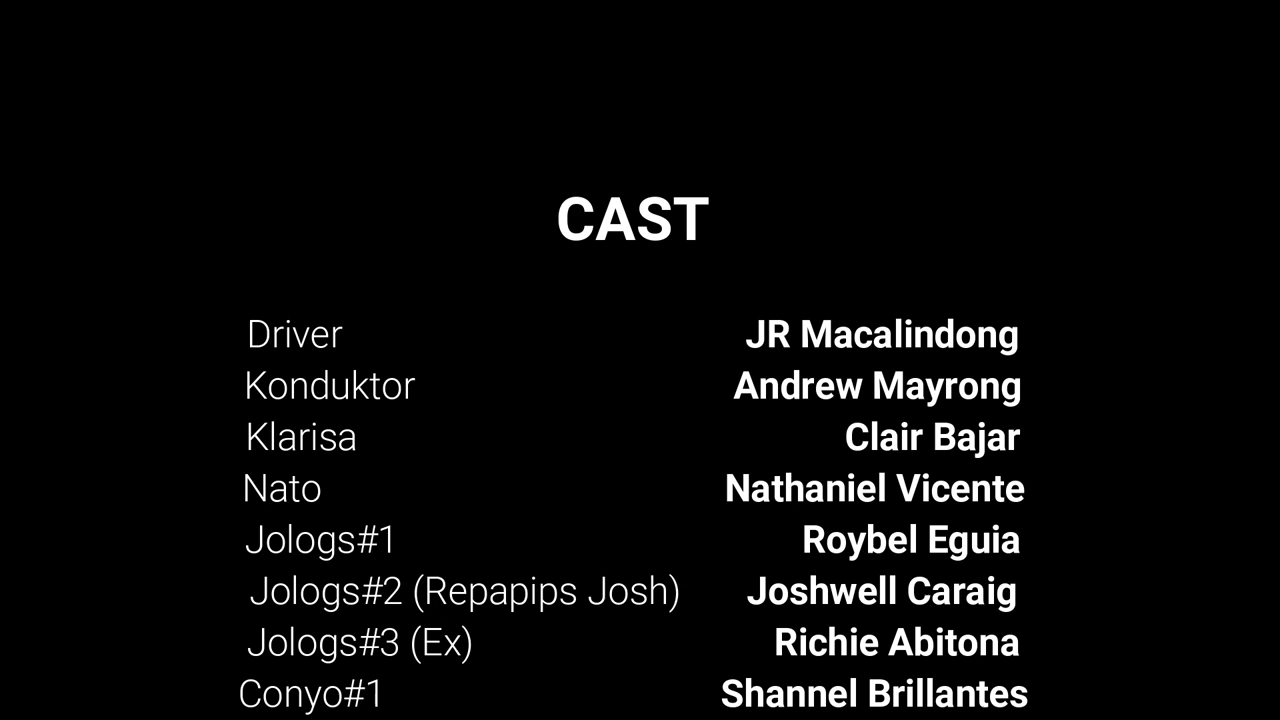 CAST
Driver JR Macalindong
Konduktor Andrew Mayrong
Klarisa Clair Bajar
Nato Nathaniel Vicente
Jologs#1 Roybel Eguia
Jologs#2 (Repapips Josh) Joshwell Caraig
Jologs#3 (Ex) Richie Abitona
Conyo#1 Shannel Brillantes